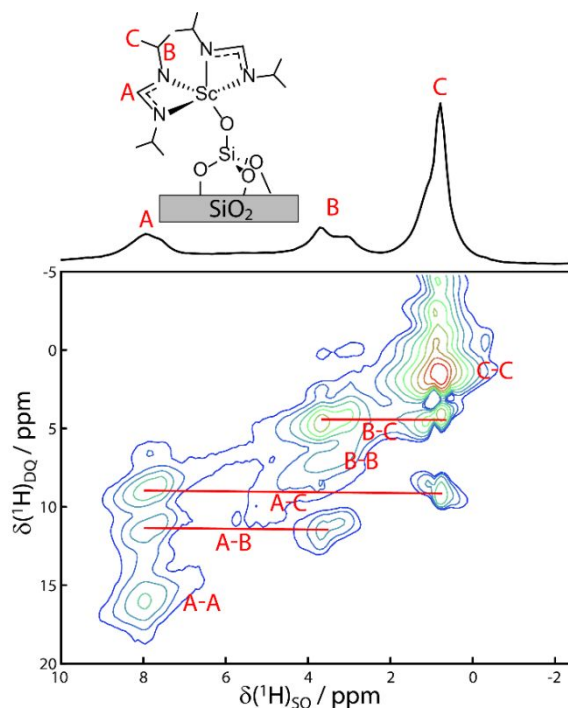 C
B
N
N
A
N
Sc
N
O
Si
O
O
O
SiO2
A
B
C
-5
0
5
10
15
20
C-C
B-C
B-B
A-C
A-B
A-A
10
8
6
4
2
0
-2
δ(¹H)DQ / ppm
δ(¹H)SQ / ppm